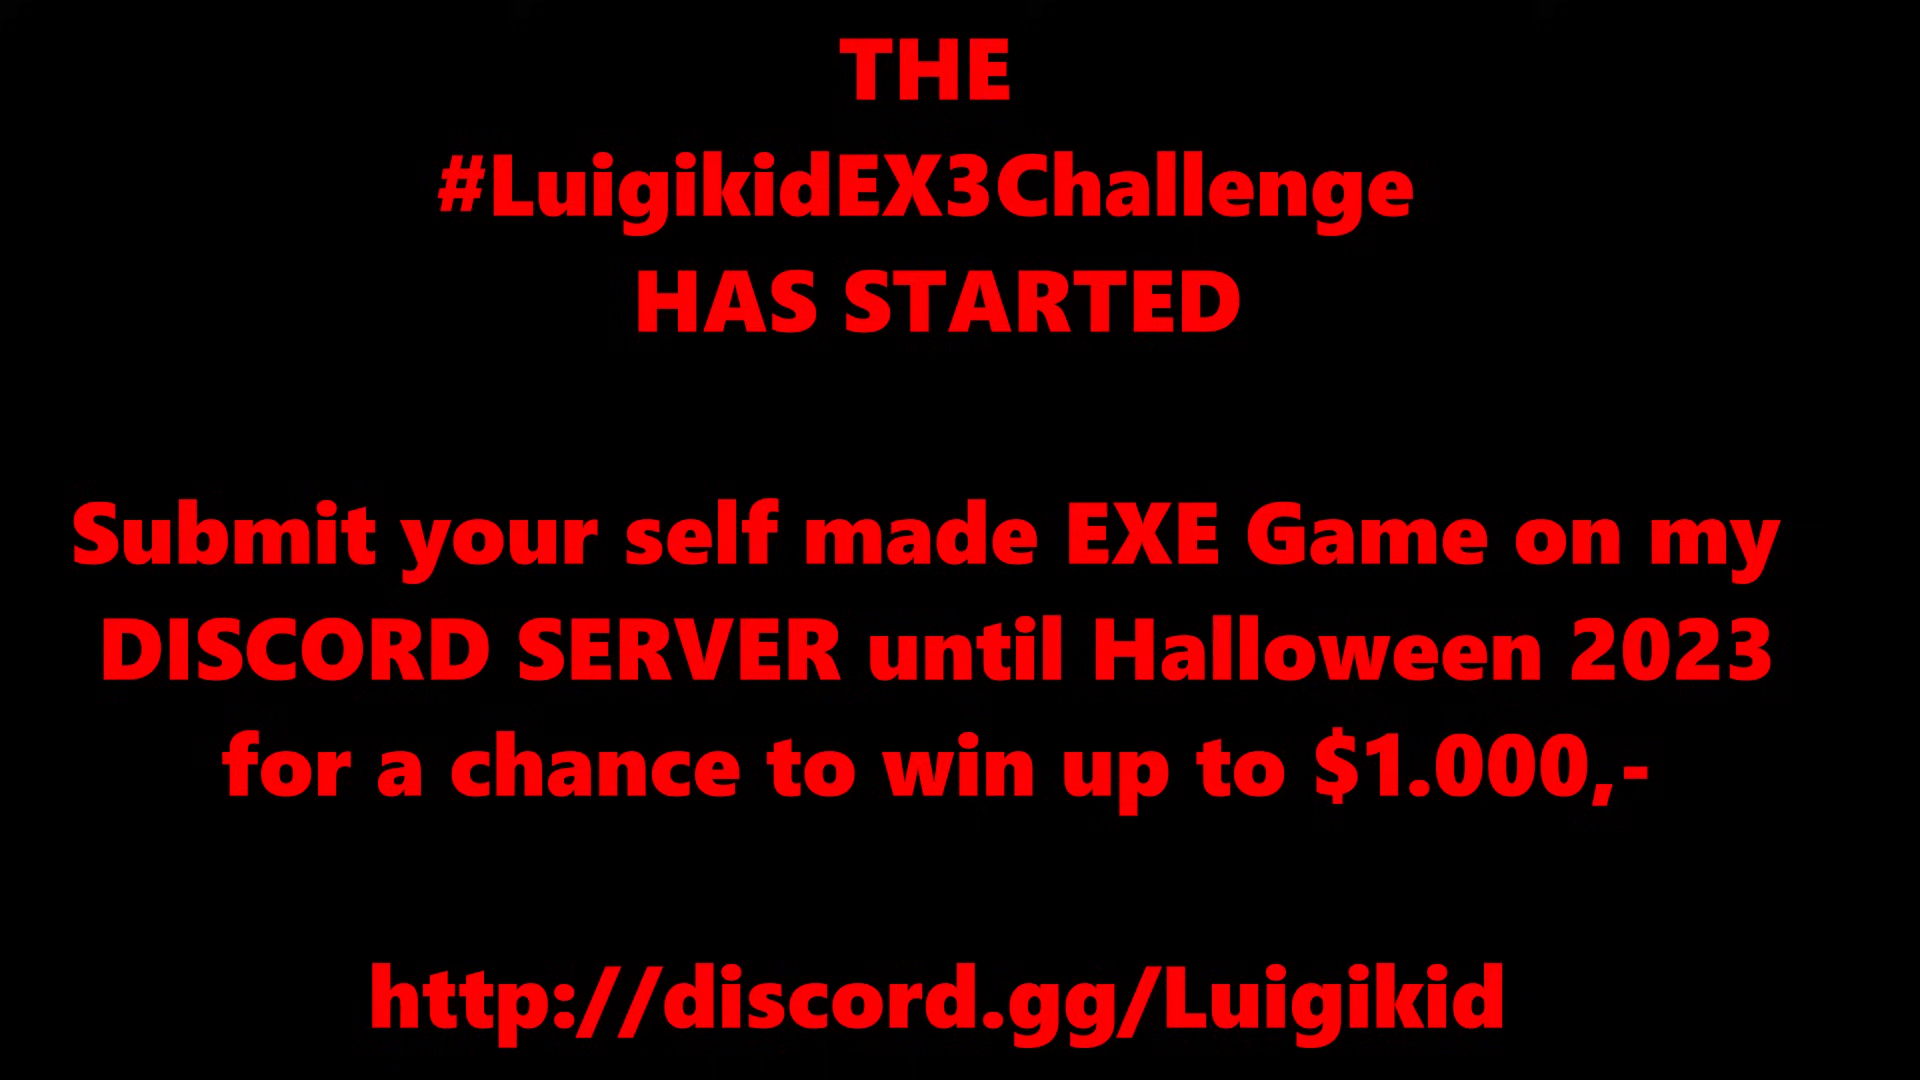 THE
#LuigikidEX3Challenge
HAS STARTED
Submit your self made EXE Game on my
DISCORD SERVER until Halloween 2023
for a chance to win up to $1.000,-
http://discord.gg/Luigikid